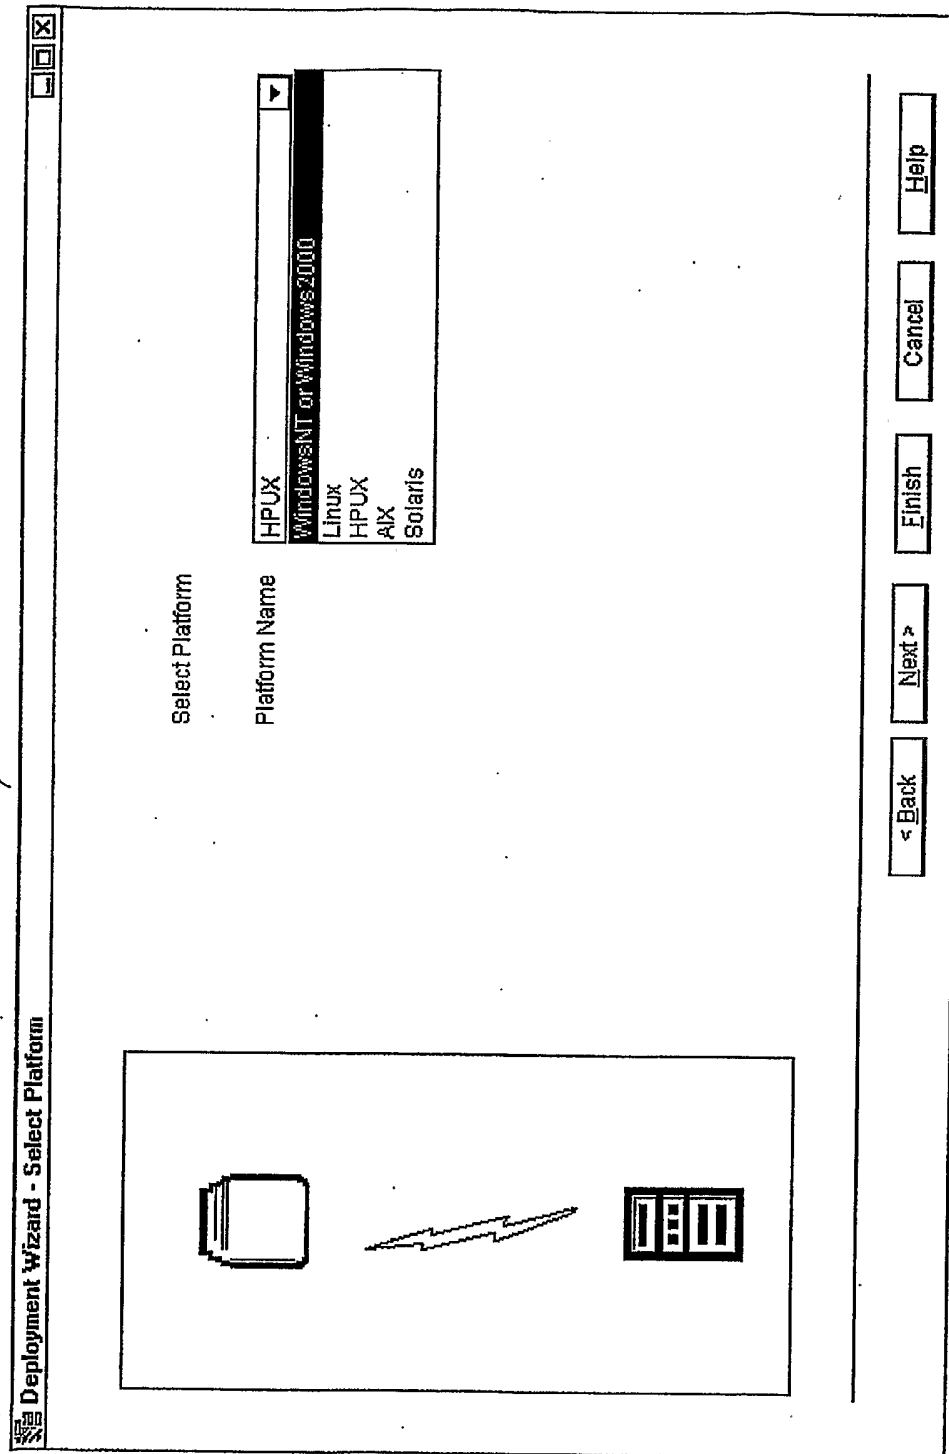 Deployment Wizard - Select Platform
Select Platform
Platform Name
HPUX
WindowsNT or Windows2000
Linux
HPUX
AIX
Solaris
< Back
Next >
Finish
Cancel
Help